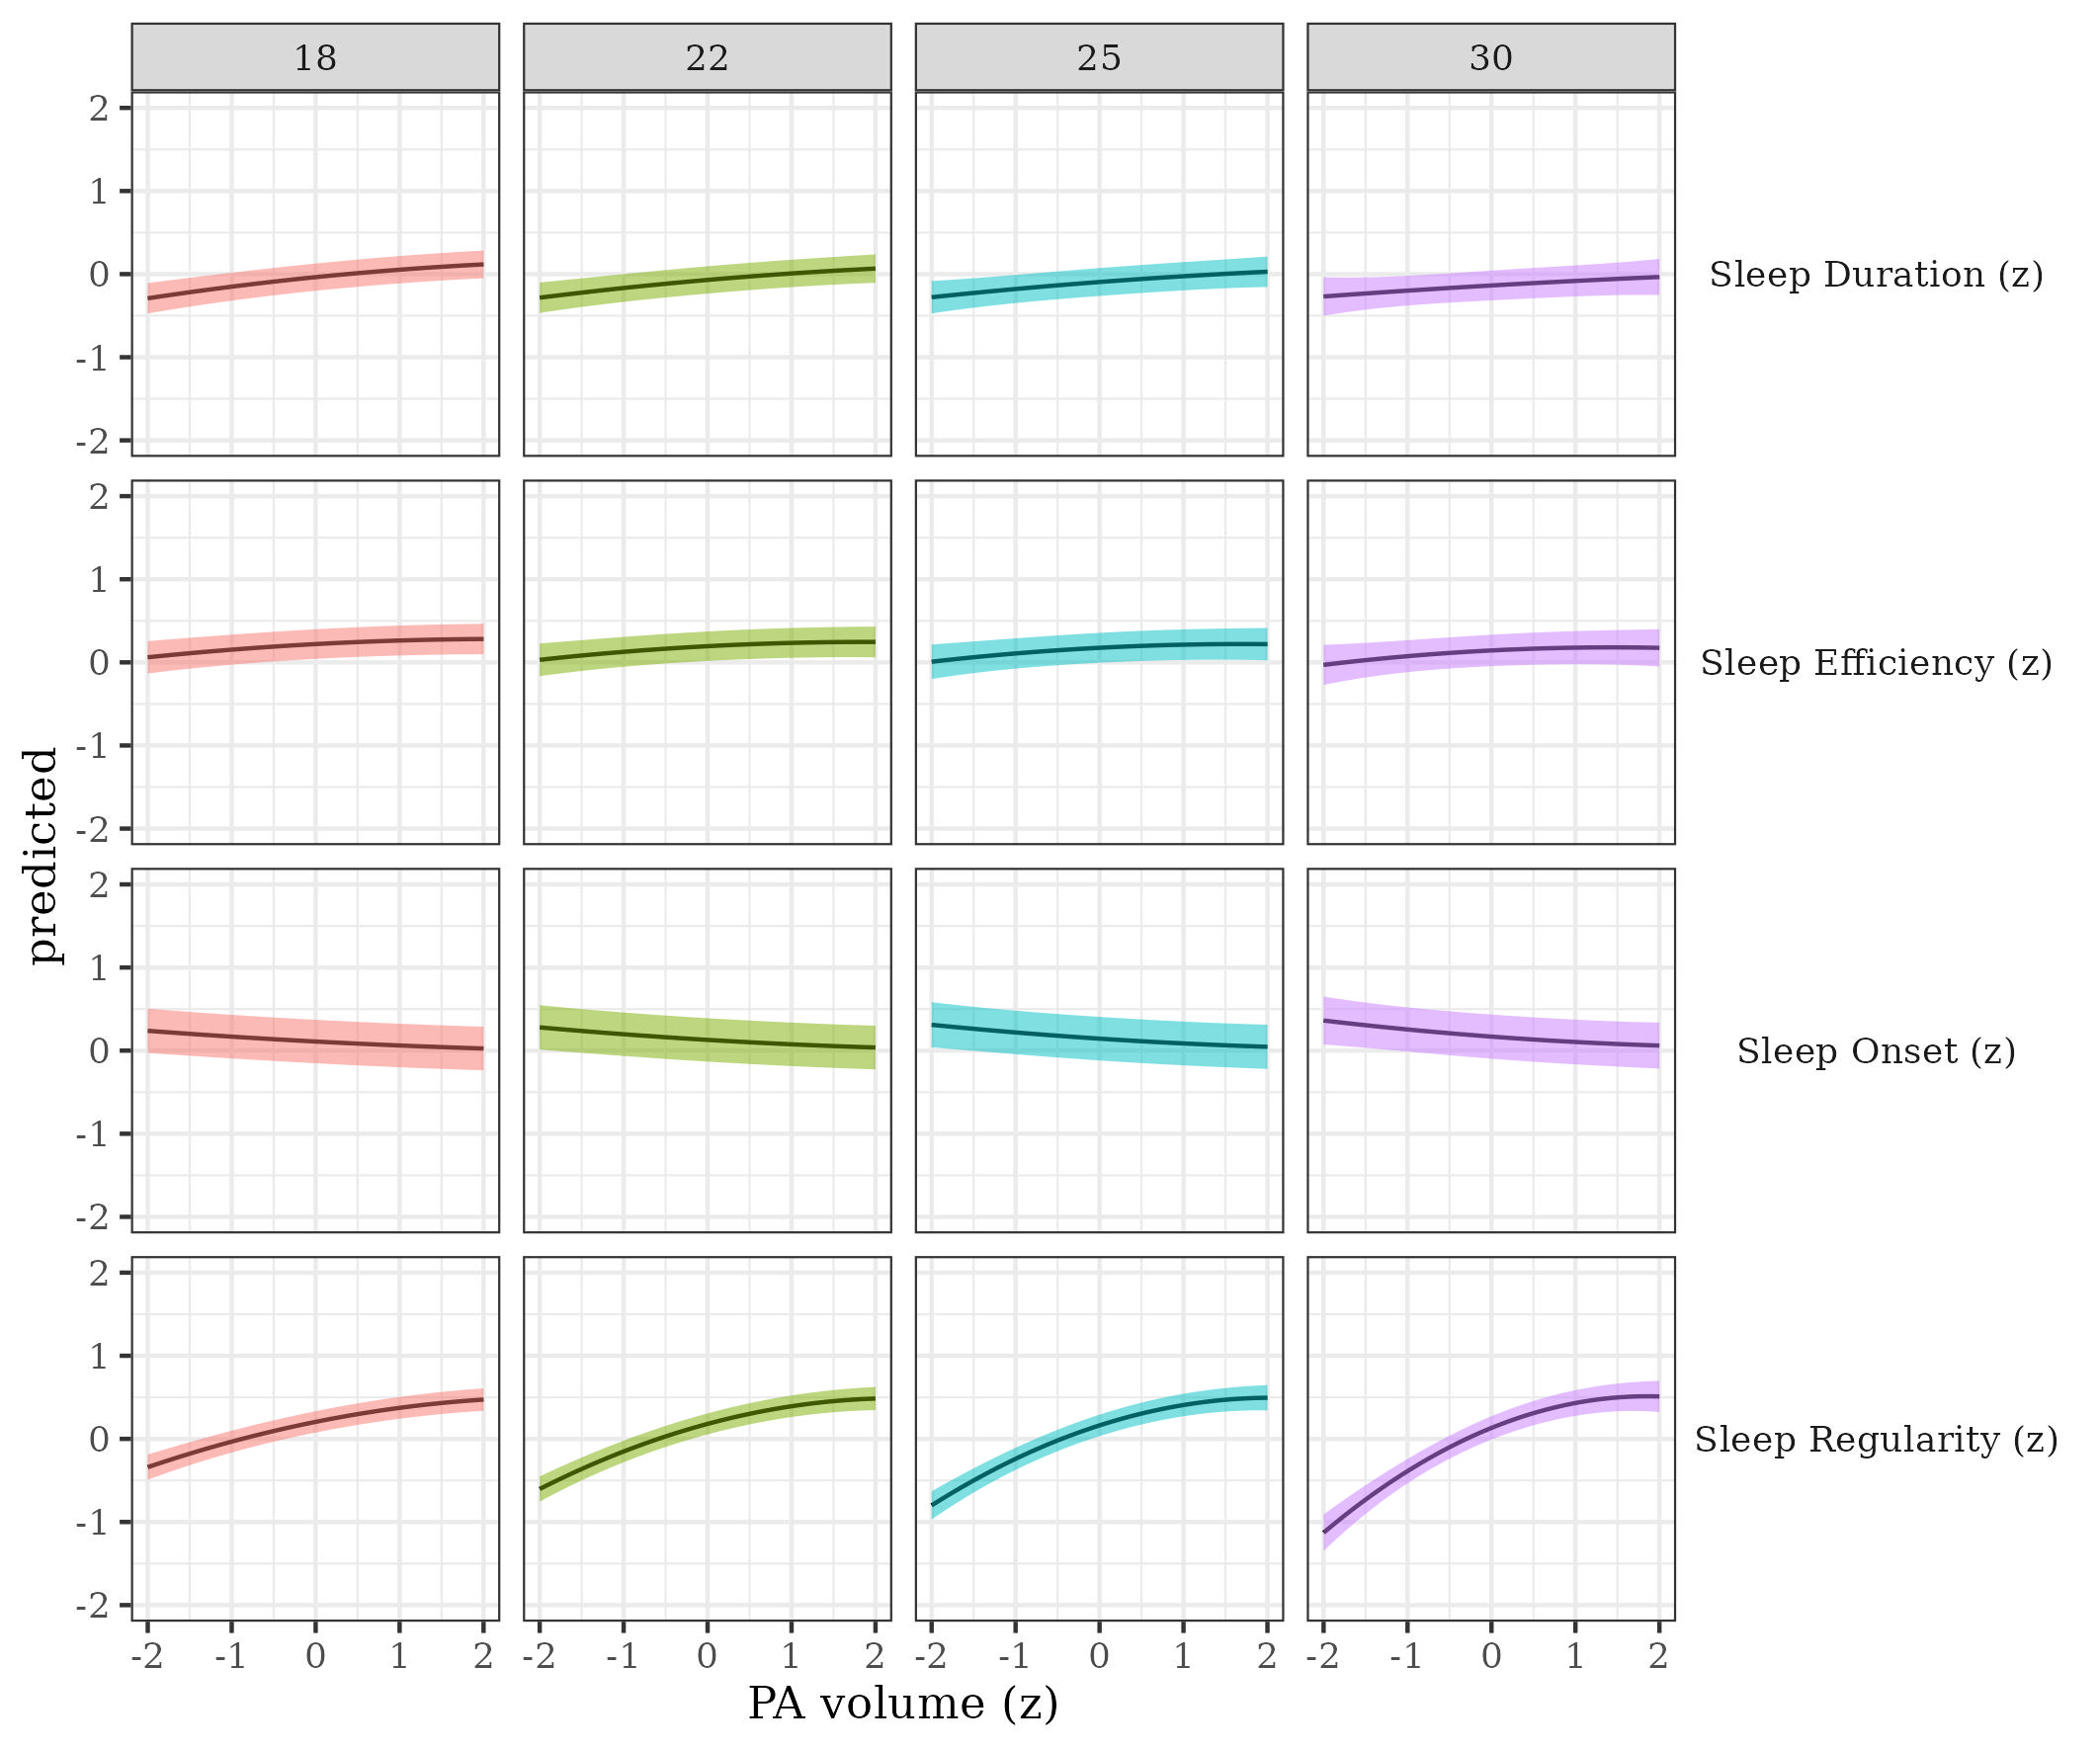 18 22 25 30
2
1
0
-1
-2
Sleep Duration (z)
2
1
0
-1
-2
Sleep Efficiency (z)
2
1
0
-1
-2
Sleep Onset (z)
2
1
0
-1
-2
Sleep Regularity (z)
predicted
-2 -1 0 1 2 -2 -1 0 1 2 -2 -1 0 1 2 -2 -1 0 1 2
PA volume (z)